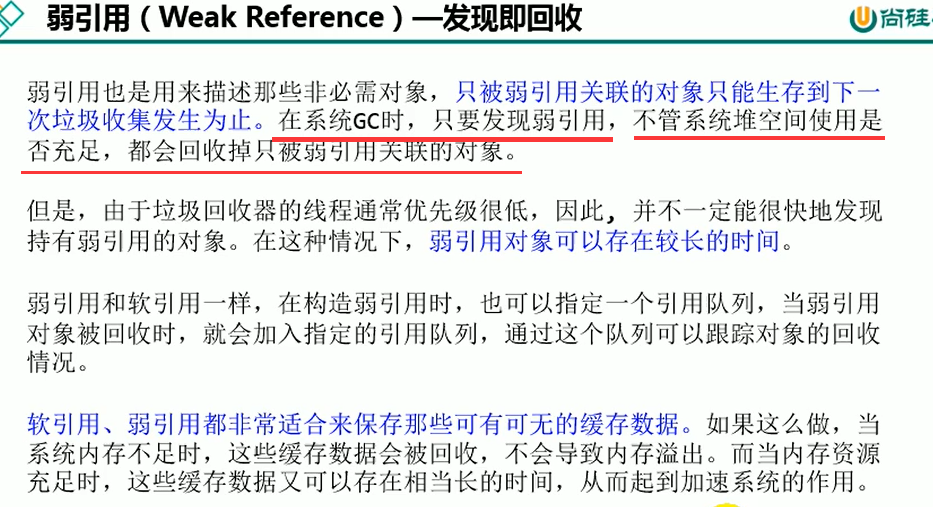 弱引用（Weak Reference）—发现即回收
尚硅
弱引用也是用来描述那些非必需对象，只被弱引用关联的对象只能生存到下一
次垃圾收集发生为止。在系统GC时，只要发现弱引用，不管系统堆空间使用是
否充足，都会回收掉只被弱引用关联的对象。
但是，由于垃圾回收器的线程通常优先级很低，因此，并不一定能很快地发现
持有弱引用的对象。在这种情况下，弱引用对象可以存在较长的时间。
弱引用和软引用一样，在构造弱引用时，也可以指定一个引用队列，当弱引用
对象被回收时，就会加入指定的引用队列，通过这个队列可以跟踪对象的回收
情况。
软引用、弱引用都非常适合来保存那些可有可无的缓存数据。如果这么做，当
系统内存不足时，这些缓存数据会被回收，不会导致内存溢出。而当内存资源
充足时，这些缓存数据又可以存在相当长的时间，从而起到加速系统的作用。